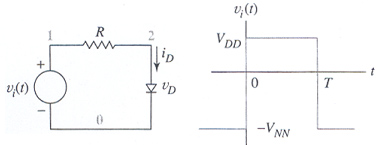 1
R
2
i_D
+
v_i(t)
−
v_D
0
v_i(t)
V_DD
0
T
t
−V_NN